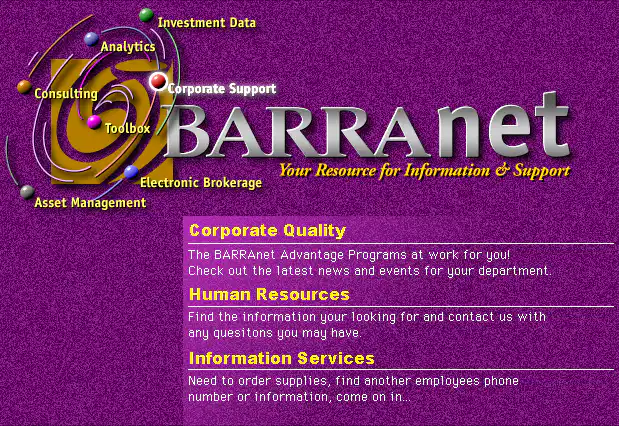 Investment Data
Analytics
Corporate Support
Consulting
Toolbox
BARRAnet
Your Resource for Information & Support
Electronic Brokerage
Asset Management
Corporate Quality
The BARRAnet Advantage Programs at work for you!
Check out the latest news and events for your department.
Human Resources
Find the information your looking for and contact us with
any quesitons you may have.
Information Services
Need to order supplies, find another employees phone
number or information, come on in...